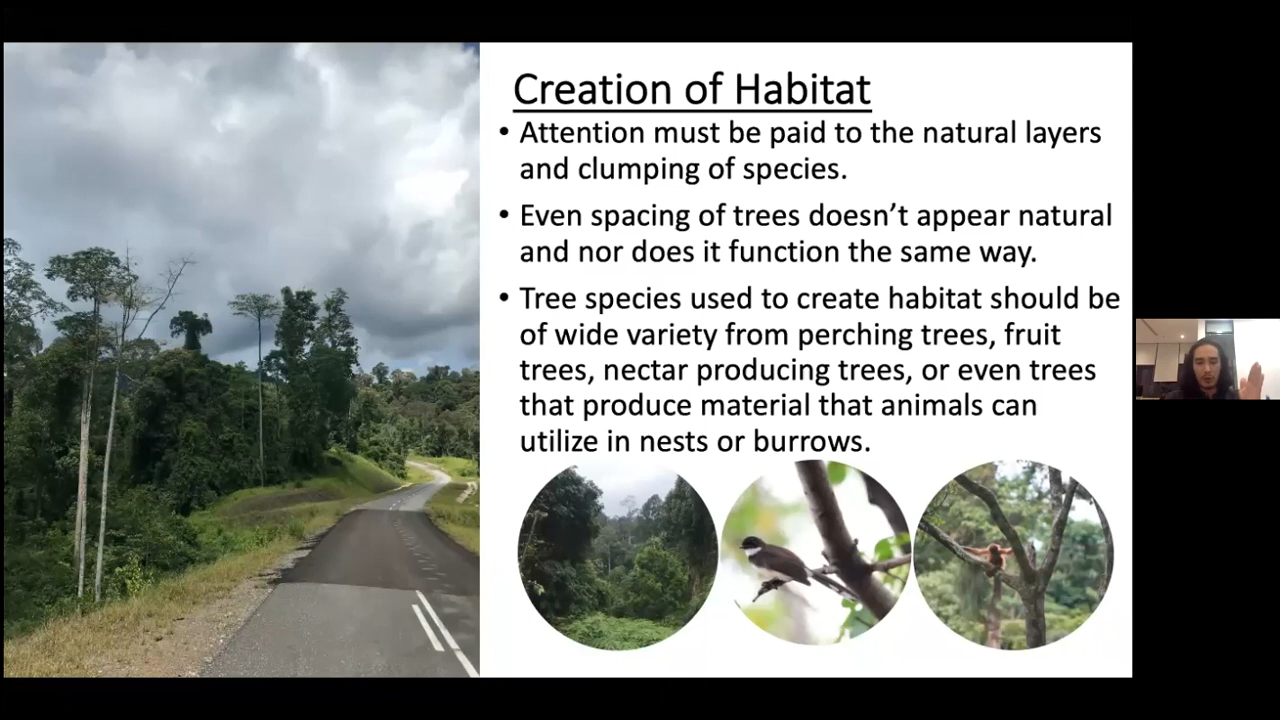 Creation of Habitat
• Attention must be paid to the natural layers
and clumping of species.
• Even spacing of trees doesn’t appear natural
and nor does it function the same way.
• Tree species used to create habitat should be
of wide variety from perching trees, fruit
trees, nectar producing trees, or even trees
that produce material that animals can
utilize in nests or burrows.